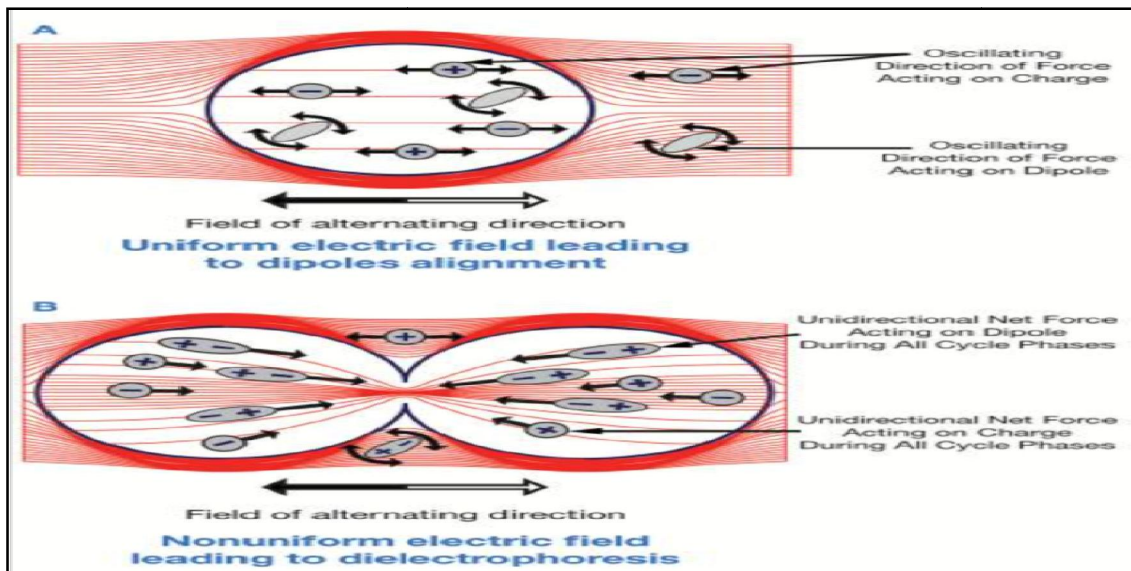 A
Oscillating
Direction of Force
Acting on Charge
+
−
−
−
+
Oscillating
Direction of Force
Acting on Dipole
Field of alternating direction
Uniform electric field leading
to dipoles alignment
B
Unidirectional Net Force
Acting on Dipole
During All Cycle Phases
+ −
+
− +
+
+ −
− +
− +
+
−
−
− +
− +
−
+
+ −
Unidirectional Net Force
Acting on Charge
During All Cycle Phases
Field of alternating direction
Nonuniform electric field
leading to dielectrophoresis